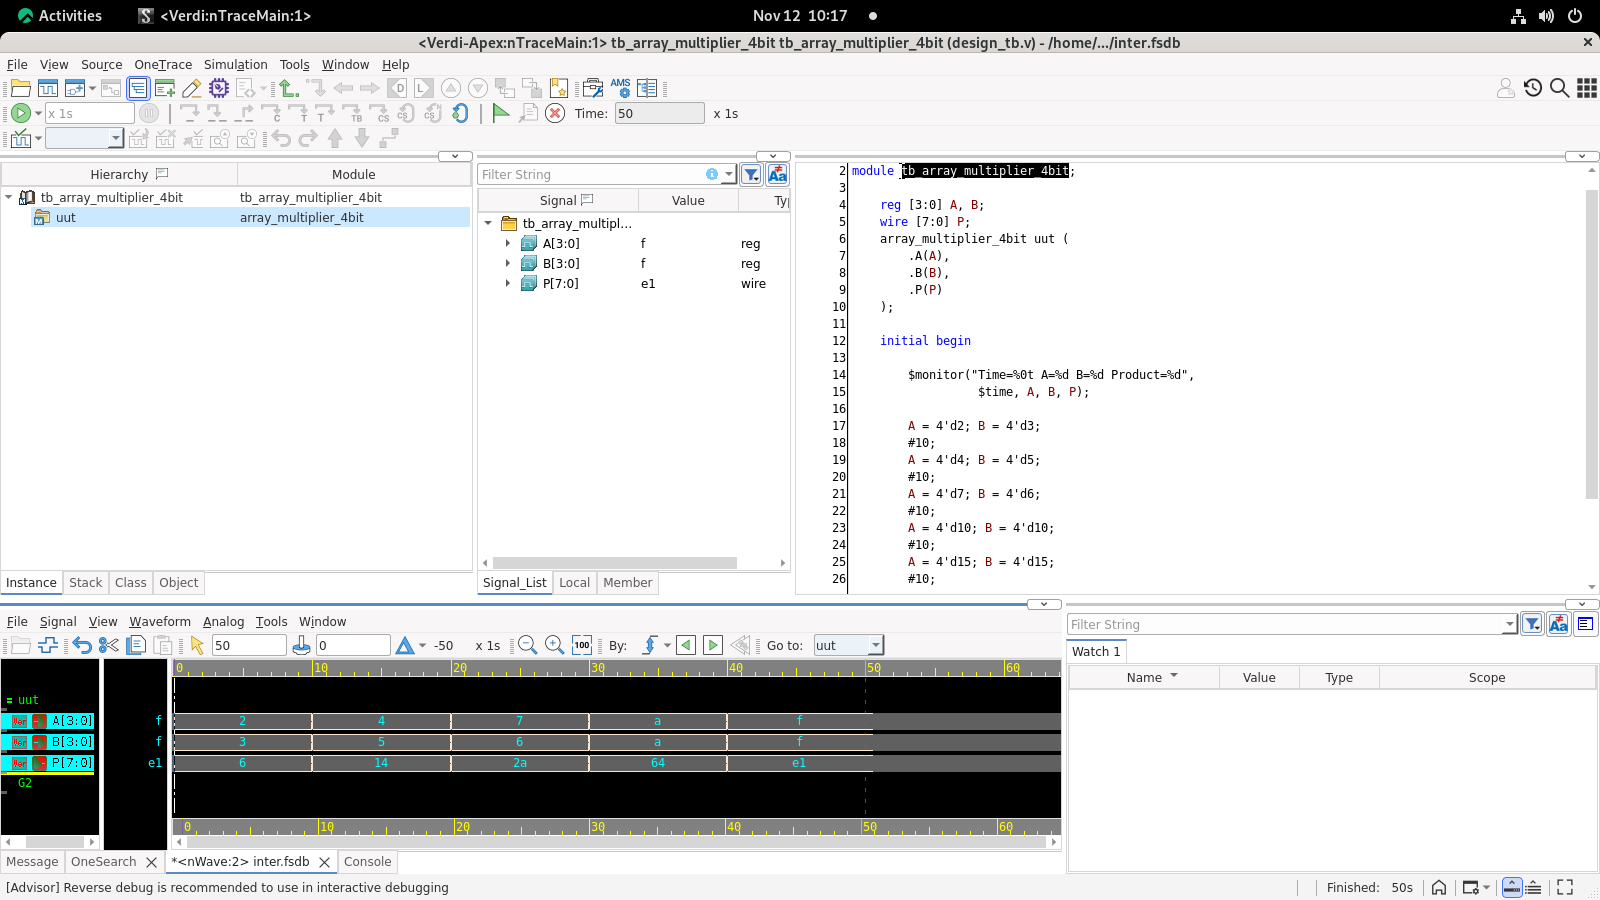 Activities <Verdi:nTraceMain:1> Nov 12 10:17
<Verdi-Apex:nTraceMain:1> tb_array_multiplier_4bit tb_array_multiplier_4bit (design_tb.v) - /home/.../inter.fsdb
File View Source OneTrace Simulation Tools Window Help
D L AMS
x 1s C T TB CS CS CS Time: 50 x 1s
Hierarchy Module
tb_array_multiplier_4bit tb_array_multiplier_4bit
uut array_multiplier_4bit
Instance Stack Class Object
Filter String Aa
Signal Value Ty
tb_array_multipl...
A[3:0] f reg
B[3:0] f reg
P[7:0] e1 wire
Signal_List Local Member
2 module tb_array_multiplier_4bit;
3
4 reg [3:0] A, B;
5 wire [7:0] P;
6 array_multiplier_4bit uut (
7 .A(A),
8 .B(B),
9 .P(P)
10 );
11
12 initial begin
13
14 $monitor("Time=%0t A=%d B=%d Product=%d",
15 $time, A, B, P);
16
17 A = 4'd2; B = 4'd3;
18 #10;
19 A = 4'd4; B = 4'd5;
20 #10;
21 A = 4'd7; B = 4'd6;
22 #10;
23 A = 4'd10; B = 4'd10;
24 #10;
25 A = 4'd15; B = 4'd15;
26 #10;
File Signal View Waveform Analog Tools Window
50 0 -50 x 1s 100 By: Go to: uut
0 10 20 30 40 50 60
= uut
A[3:0] f 2 4 7 a f
B[3:0] f 3 5 6 a f
P[7:0] e1 6 14 2a 64 e1
G2
0 10 20 30 40 50 60
Message OneSearch *<nWave:2> inter.fsdb Console
Filter String Aa
Watch 1
Name Value Type Scope
[Advisor] Reverse debug is recommended to use in interactive debugging Finished: 50s